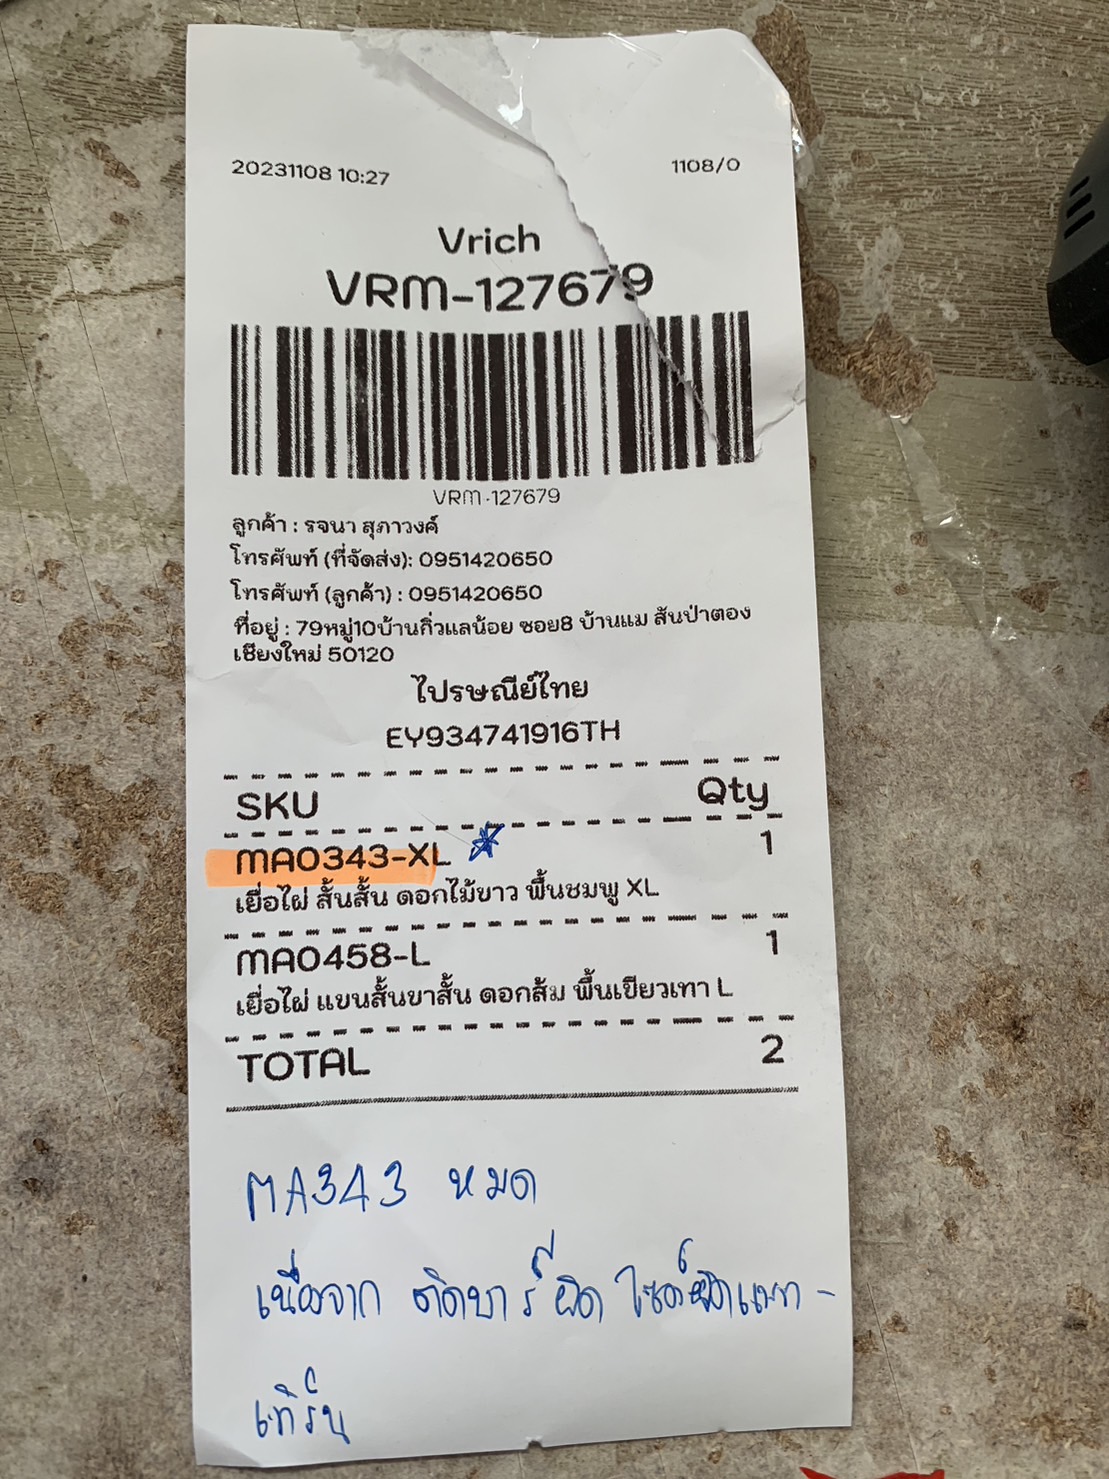 20231108 10:27
1108/0
Vrich
VRM-127679
VRM-127679
ลูกค้า : รจนา สุภาวงค์
โทรศัพท์ (ที่จัดส่ง): 0951420650
โทรศัพท์ (ลูกค้า) : 0951420650
ที่อยู่ : 79หมู่10บ้านกิ่วแลน้อย ซอย8 บ้านแม สันป่าตอง
เชียงใหม่ 50120
ไปรษณีย์ไทย
EY934741916TH
SKU Qty
MA0343-XL 1
เยื่อไผ่ สั้นสั้น ดอกไม้ขาว พื้นชมพู XL
MA0458-L 1
เยื่อไผ่ แขนสั้นขาสั้น ดอกส้ม พื้นเขียวเทา L
TOTAL 2
MA343 หมด
เนื่องจาก ติดบาร์ผิด ไซด์ผิดแพท-
เทิร์น